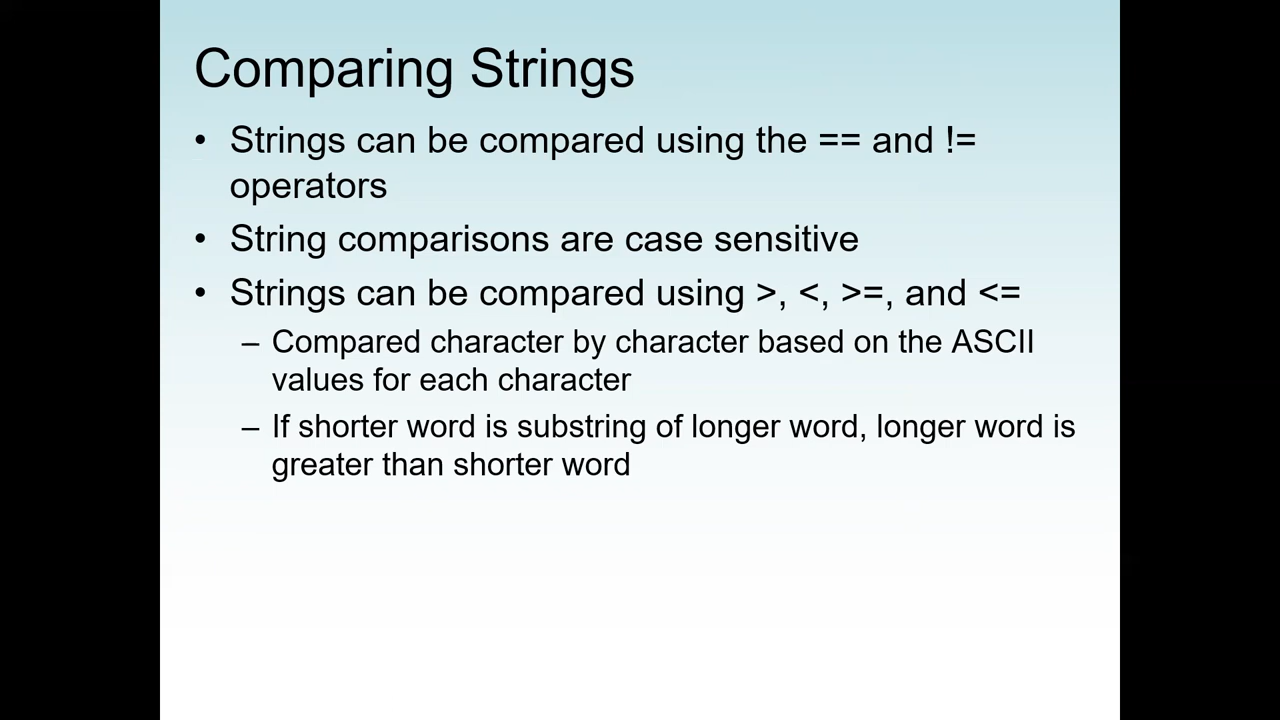 Comparing Strings
• Strings can be compared using the == and !=
operators
• String comparisons are case sensitive
• Strings can be compared using >, <, >=, and <=
– Compared character by character based on the ASCII
values for each character
– If shorter word is substring of longer word, longer word is
greater than shorter word